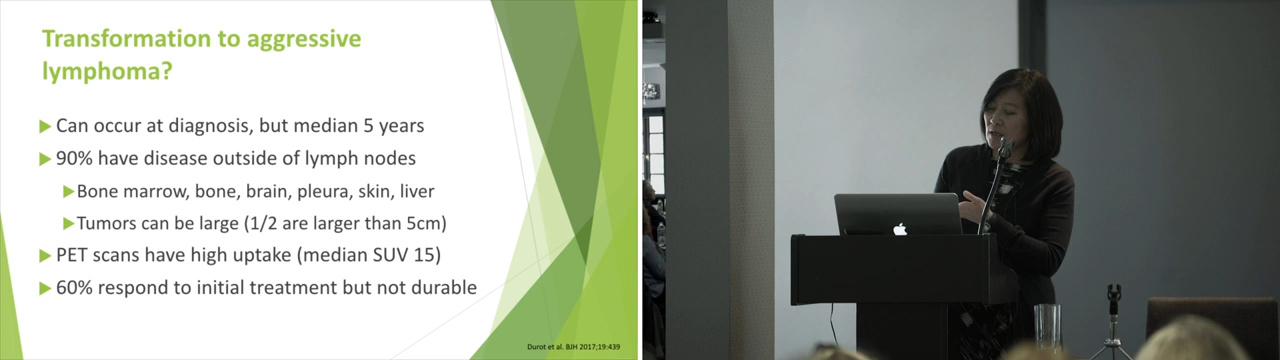 Transformation to aggressive
lymphoma?
Can occur at diagnosis, but median 5 years
90% have disease outside of lymph nodes
Bone marrow, bone, brain, pleura, skin, liver
Tumors can be large (1/2 are larger than 5cm)
PET scans have high uptake (median SUV 15)
60% respond to initial treatment but not durable
Durot et al. BJH 2017;19:439